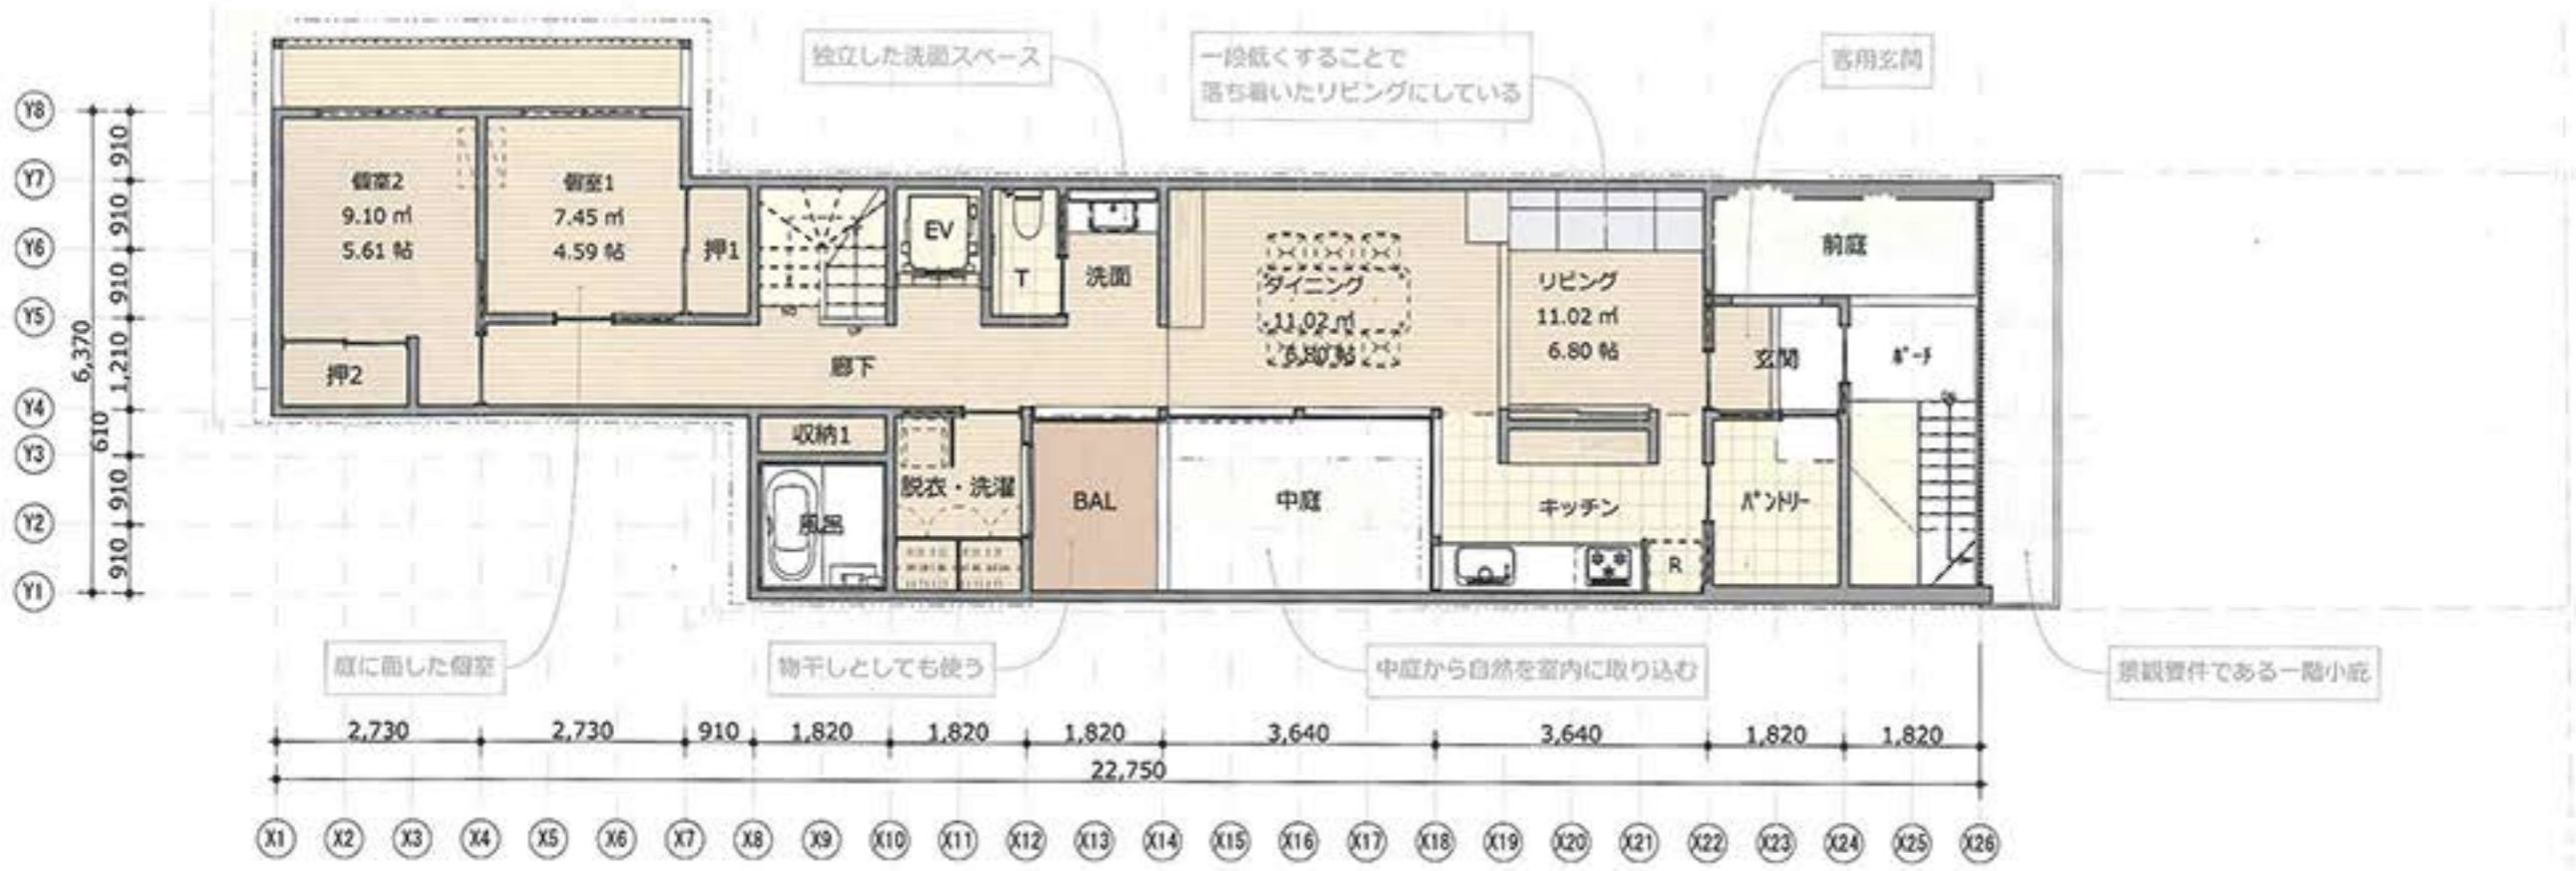 独立した洗面スペース
一段低くすることで
落ち着いたリビングにしている
客用玄関
Y8
Y7
Y6
Y5
Y4
Y3
Y2
Y1
910
910
910
1,210
610
910
910
6,370
個室2
9.10 ㎡
5.61 帖
個室1
7.45 ㎡
4.59 帖
押1
EV
T
洗面
ダイニング
11.02 ㎡
6.80 帖
リビング
11.02 ㎡
6.80 帖
前庭
玄関
ﾎﾟｰﾁ
押2
廊下
収納1
風呂
脱衣・洗濯
BAL
中庭
キッチン
R
ﾊﾟﾝﾄﾘｰ
庭に面した個室
物干しとしても使う
中庭から自然を室内に取り込む
景観要件である一階小庇
2,730
2,730
910
1,820
1,820
1,820
3,640
3,640
1,820
1,820
22,750
X1
X2
X3
X4
X5
X6
X7
X8
X9
X10
X11
X12
X13
X14
X15
X16
X17
X18
X19
X20
X21
X22
X23
X24
X25
X26